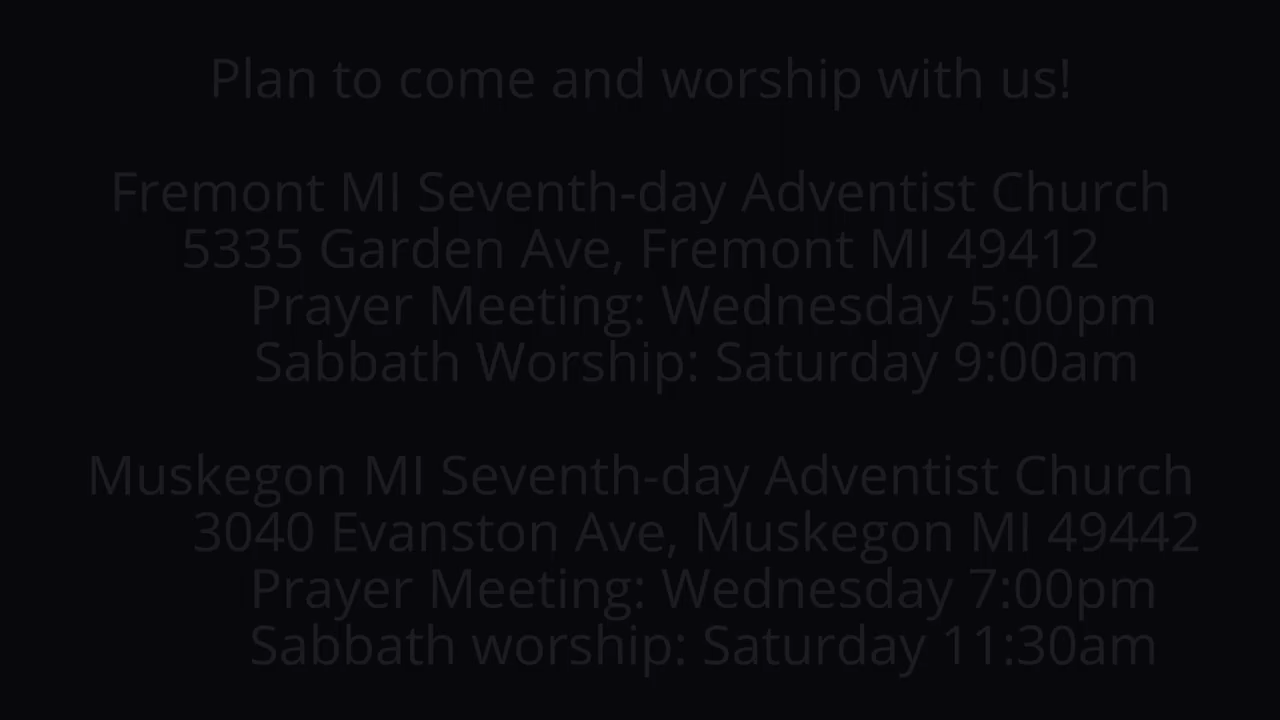 Plan to come and worship with us!
Fremont MI Seventh-day Adventist Church
5335 Garden Ave, Fremont MI 49412
Prayer Meeting: Wednesday 5:00pm
Sabbath Worship: Saturday 9:00am
Muskegon MI Seventh-day Adventist Church
3040 Evanston Ave, Muskegon MI 49442
Prayer Meeting: Wednesday 7:00pm
Sabbath worship: Saturday 11:30am